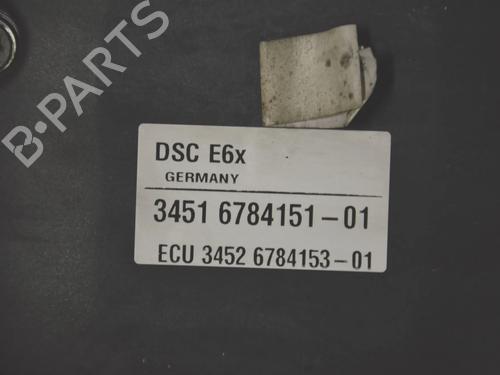 B-PARTS
DSC E6x
GERMANY
3451 6784151-01
ECU 3452 6784153-01